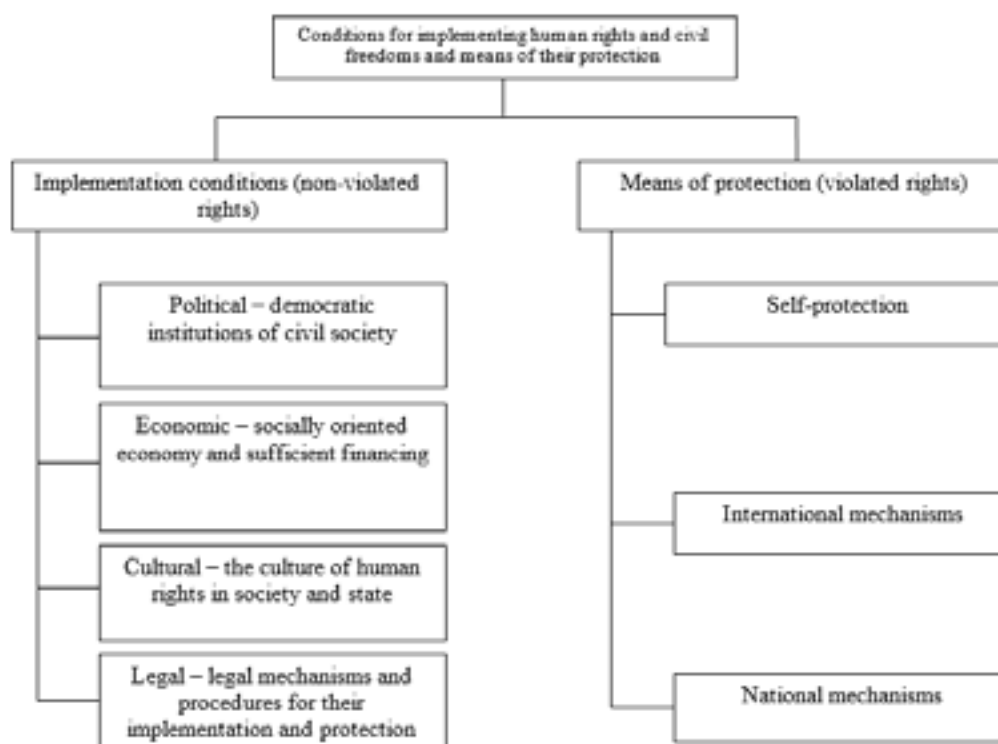 Conditions for implementing human rights and civil
freedoms and means of their protection
Implementation conditions (non-violated
rights)
Political – democratic
institutions of civil society
Economic – socially oriented
economy and sufficient financing
Cultural – the culture of human
rights in society and state
Legal – legal mechanisms and
procedures for their
implementation and protection
Means of protection (violated rights)
Self-protection
International mechanisms
National mechanisms